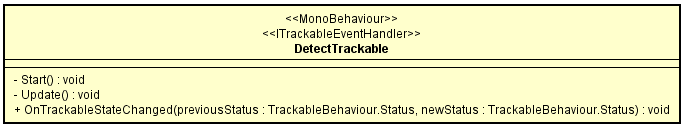 <<MonoBehaviour>>
<<ITrackableEventHandler>>
DetectTrackable
- Start() : void
- Update() : void
+ OnTrackableStateChanged(previousStatus : TrackableBehaviour.Status, newStatus : TrackableBehaviour.Status) : void